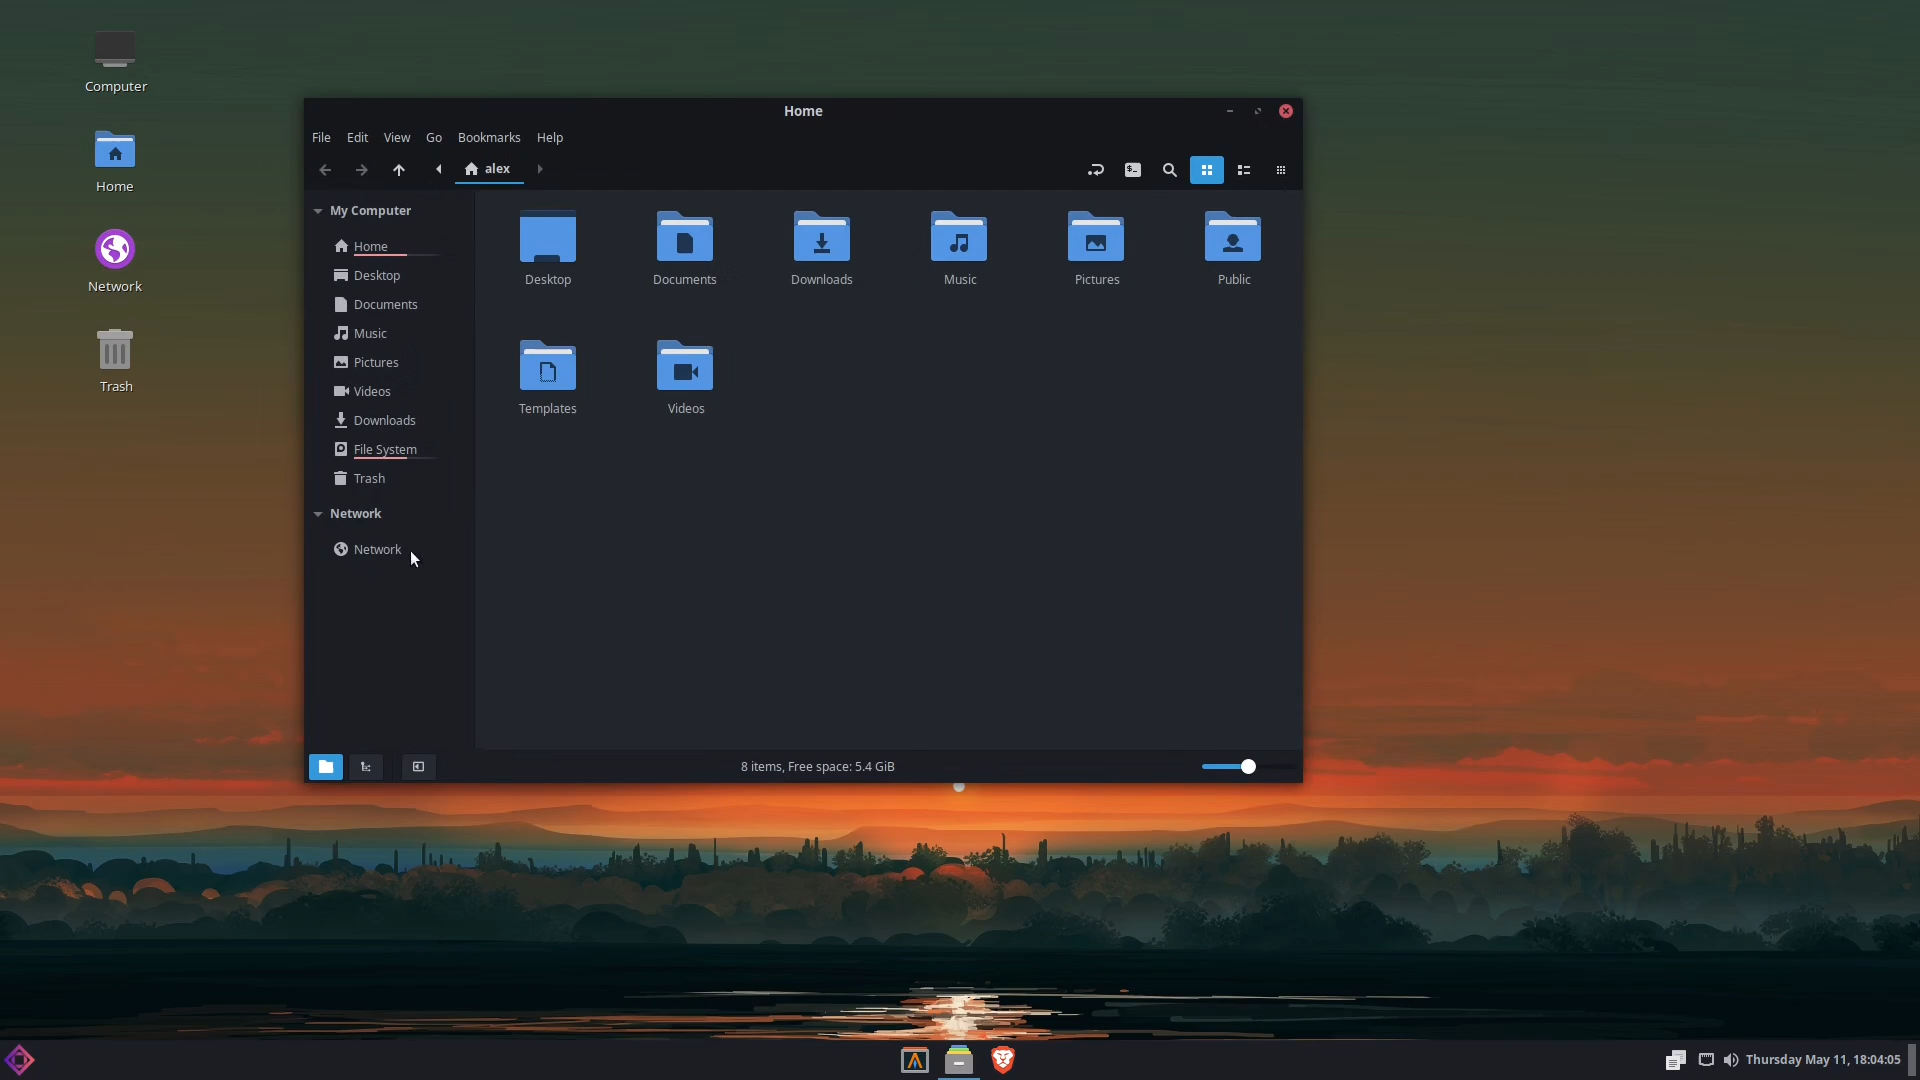 Computer
Home
Network
Trash
Home
File Edit View Go Bookmarks Help
alex
My Computer
Home
Desktop
Documents
Music
Pictures
Videos
Downloads
File System
Trash
Network
Network
Desktop Documents Downloads Music Pictures Public
Templates Videos
8 items, Free space: 5.4 GiB
Thursday May 11, 18:04:05